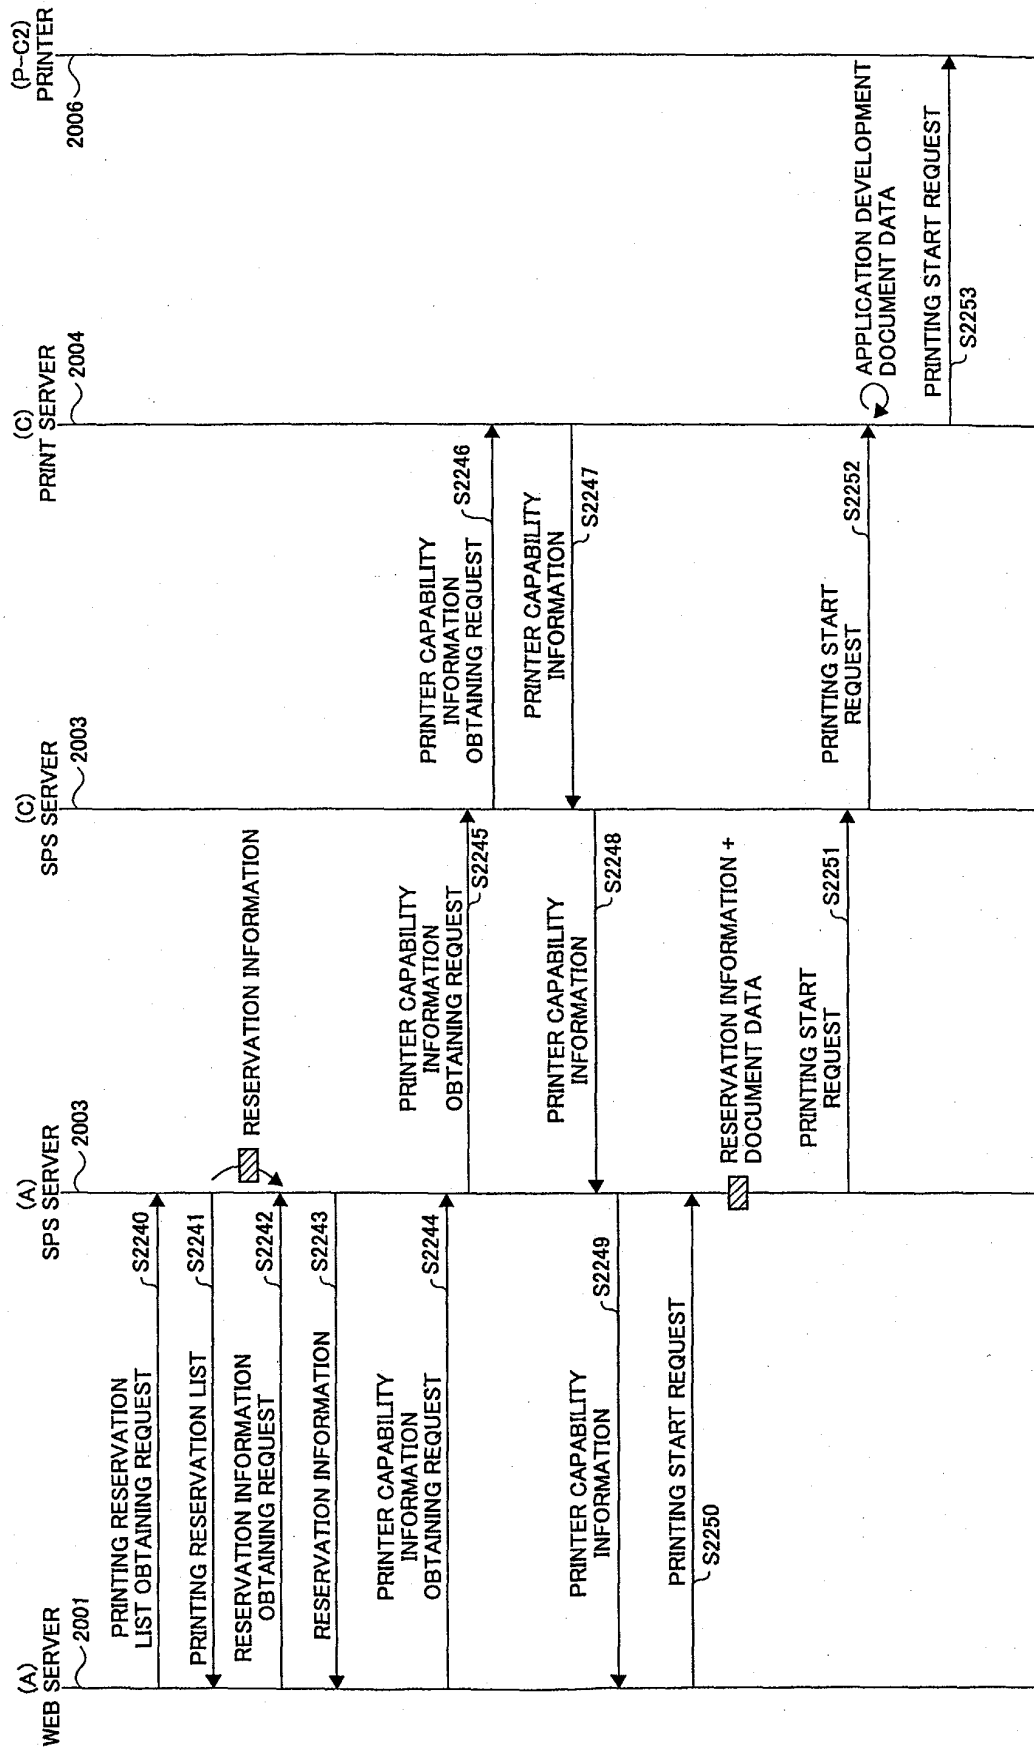 (A)
WEB SERVER
2001
(A)
SPS SERVER
2003
(C)
SPS SERVER
2003
(C)
PRINT SERVER
2004
(P-C2)
PRINTER
2006
PRINTING RESERVATION
LIST OBTAINING REQUEST
S2240
PRINTING RESERVATION LIST
S2241
RESERVATION INFORMATION
RESERVATION INFORMATION
OBTAINING REQUEST
S2242
RESERVATION INFORMATION
S2243
PRINTER CAPABILITY
INFORMATION
OBTAINING REQUEST
S2244
PRINTER CAPABILITY
INFORMATION
OBTAINING REQUEST
S2245
PRINTER CAPABILITY
INFORMATION
OBTAINING REQUEST
S2246
PRINTER CAPABILITY
INFORMATION
S2247
PRINTER CAPABILITY
INFORMATION
S2248
PRINTER CAPABILITY
INFORMATION
S2249
PRINTING START REQUEST
S2250
RESERVATION INFORMATION +
DOCUMENT DATA
PRINTING START
REQUEST
S2251
PRINTING START
REQUEST
S2252
APPLICATION DEVELOPMENT
DOCUMENT DATA
PRINTING START REQUEST
S2253